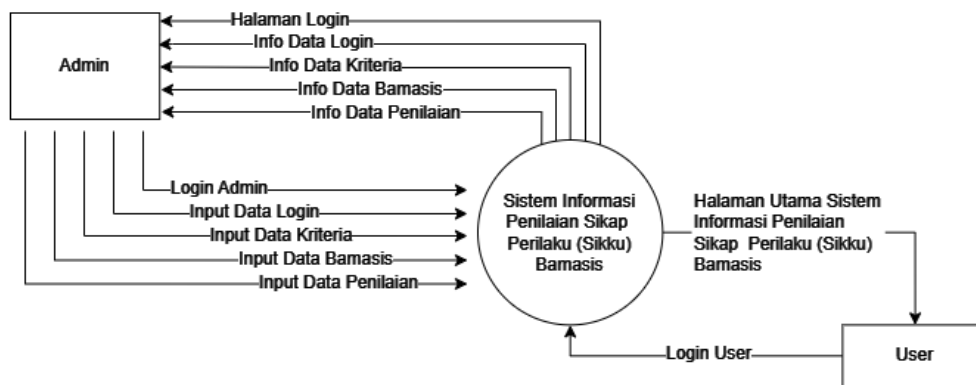 Halaman Login
Info Data Login
Admin
Info Data Kriteria
Info Data Bamasis
Info Data Penilaian
Login Admin
Input Data Login
Input Data Kriteria
Input Data Bamasis
Input Data Penilaian
Sistem Informasi
Penilaian Sikap
Perilaku (Sikku)
Bamasis
Halaman Utama Sistem
Informasi Penilaian
Sikap Perilaku (Sikku)
Bamasis
Login User
User